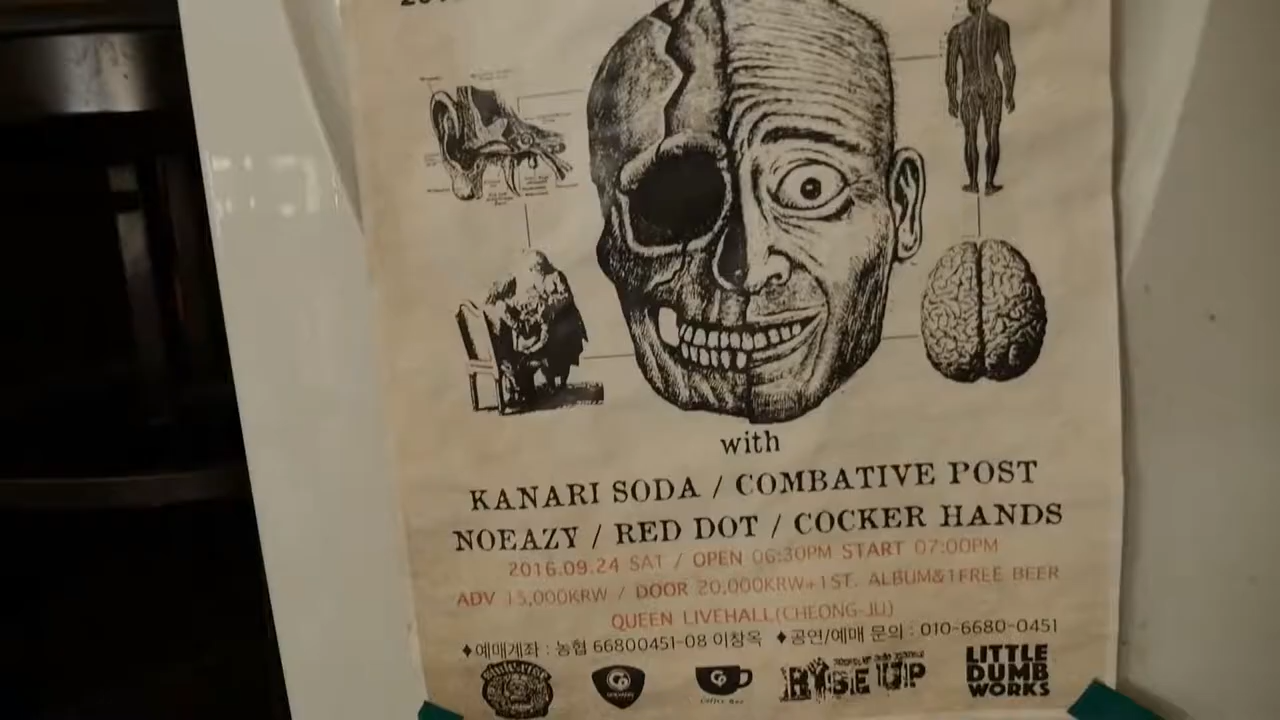 with
KANARI SODA / COMBATIVE POST
NOEAZY / RED DOT / COCKER HANDS
2016.09.24 SAT / OPEN 06:30PM START 07:00PM
ADV 15,000KRW / DOOR 20,000KRW+1ST. ALBUM&1FREE BEER
QUEEN LIVEHALL(CHEONG-JU)
♦예매계좌 : 농협 66800451-08 이창옥 ♦공연/예매 문의 : 010-6680-0451
RYSE UP
LITTLE
DUMB
WORKS